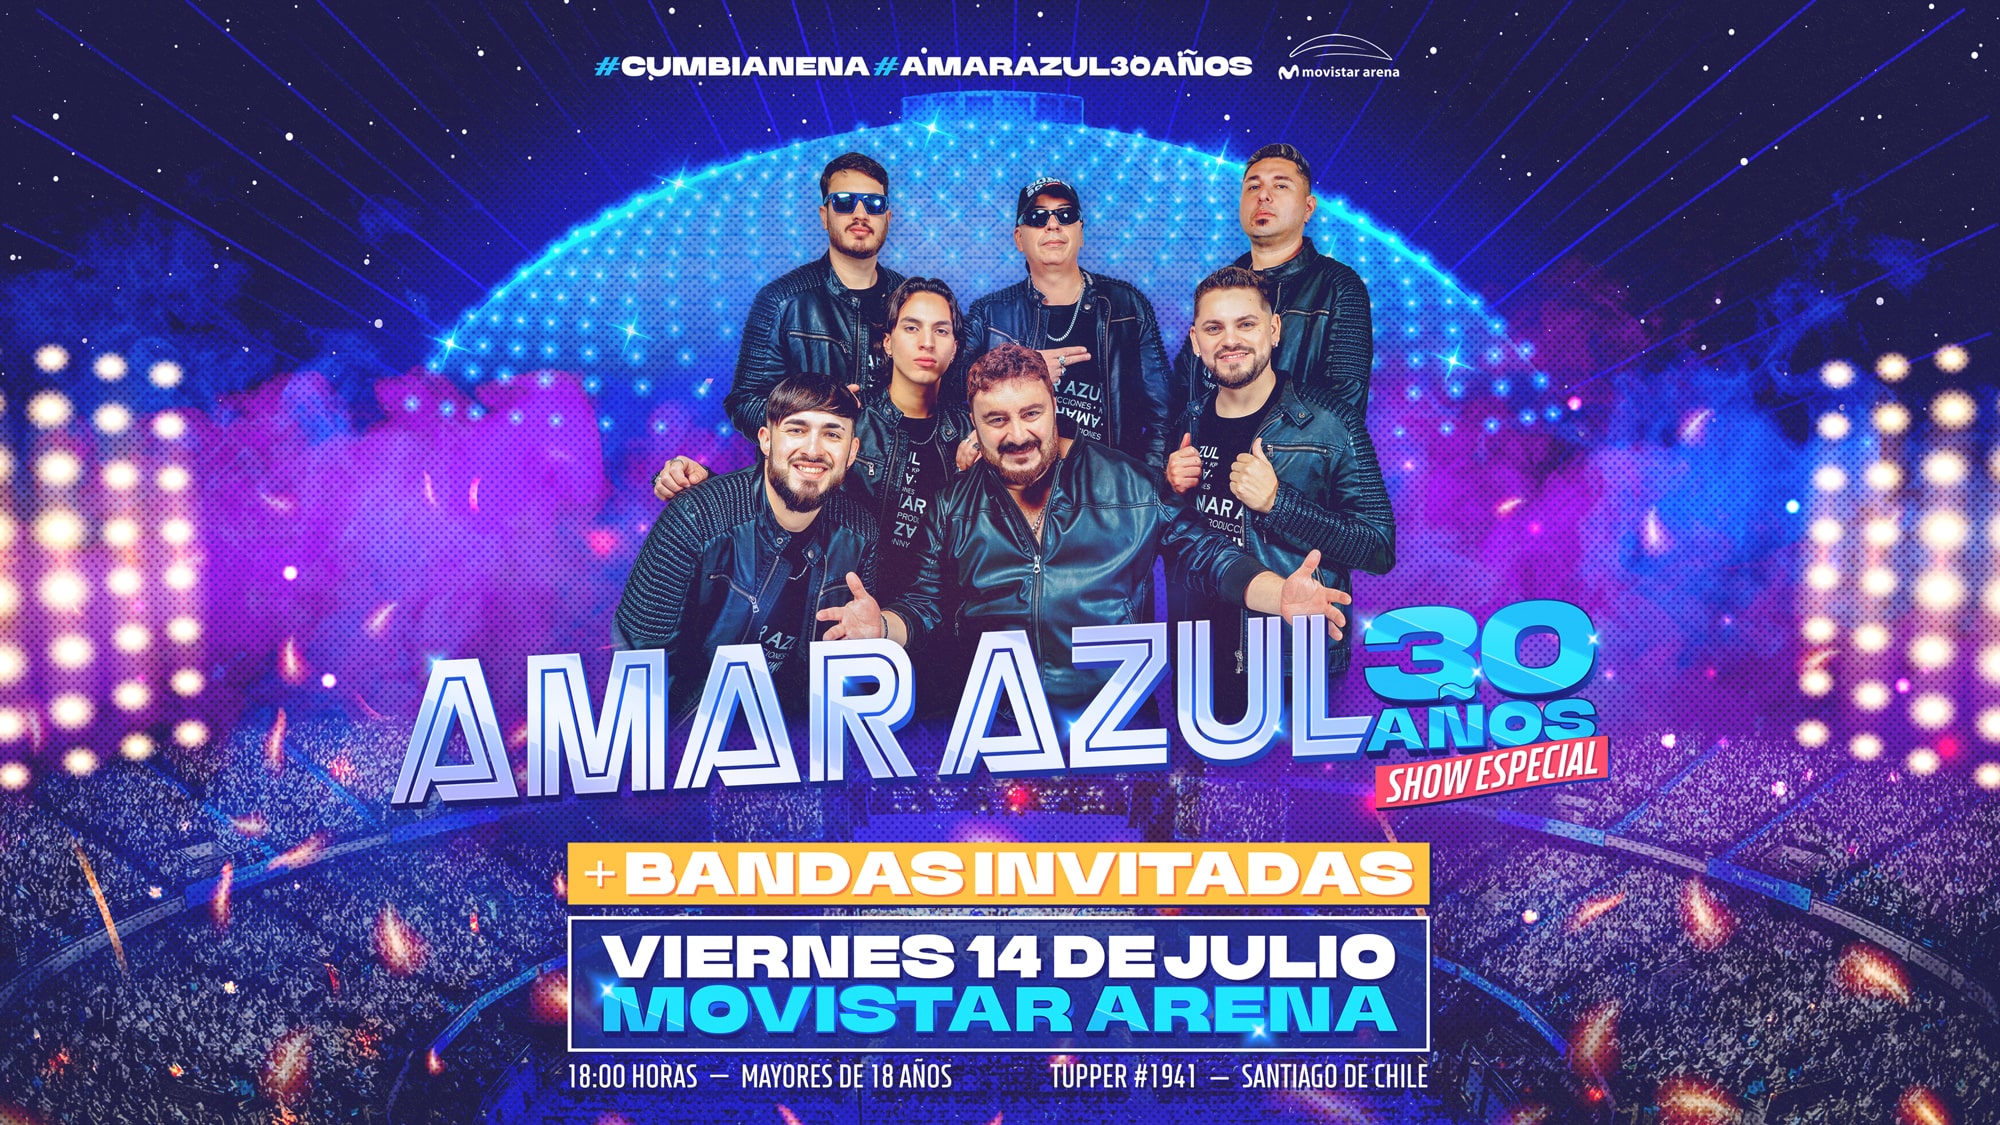 #CUMBIANENA #AMARAZUL30AÑOS
movistar arena
AMAR AZUL
30
AÑOS
SHOW ESPECIAL
+ BANDAS INVITADAS
VIERNES 14 DE JULIO
MOVISTAR ARENA
18:00 HORAS — MAYORES DE 18 AÑOS
TUPPER #1941 — SANTIAGO DE CHILE